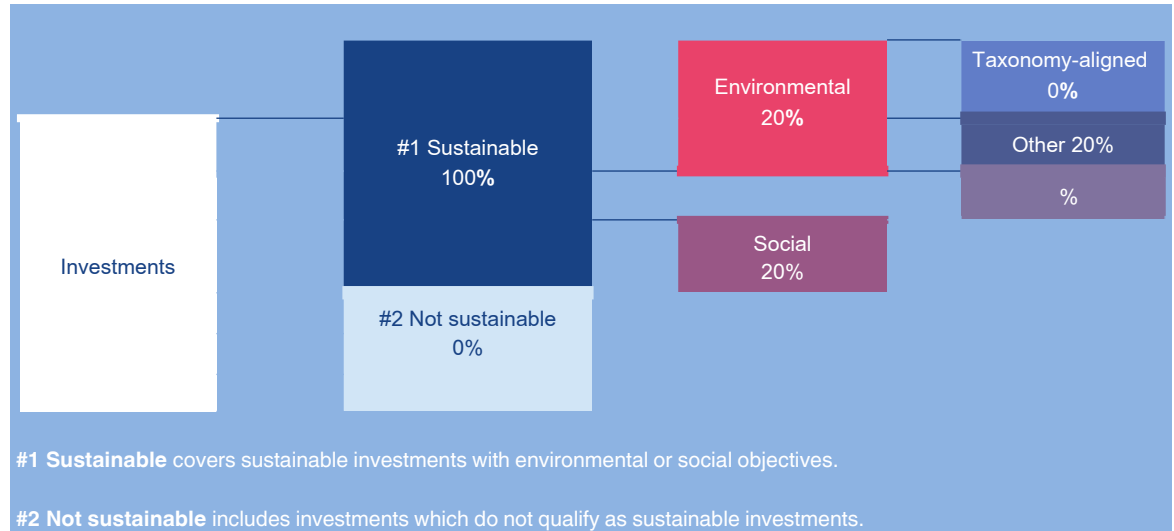 Investments
#1 Sustainable
100%
#2 Not sustainable
0%
Environmental
20%
Social
20%
Taxonomy-aligned
0%
Other 20%
%
#1 Sustainable covers sustainable investments with environmental or social objectives.
#2 Not sustainable includes investments which do not qualify as sustainable investments.